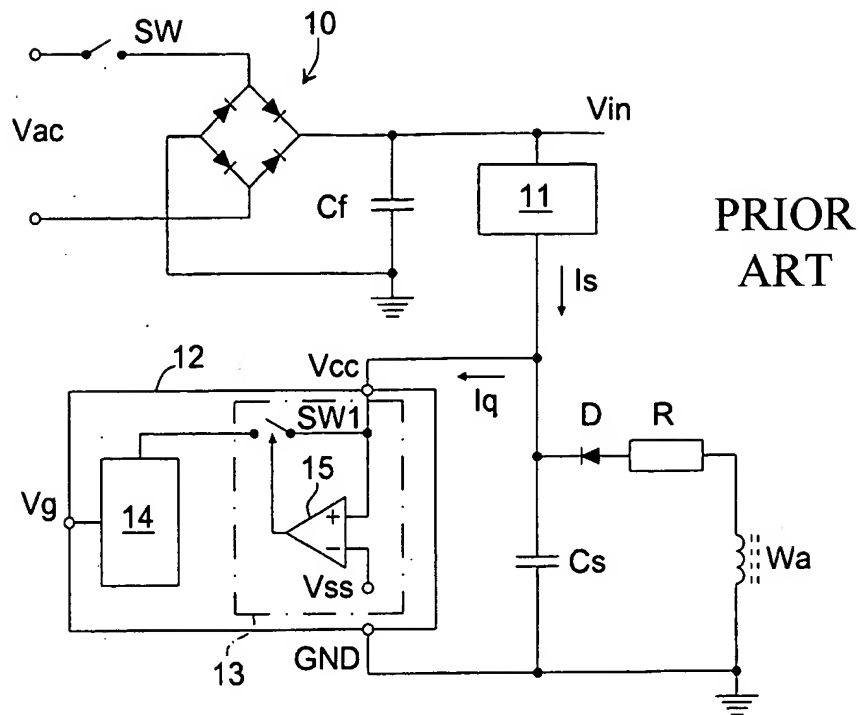 SW
10
Vac
Vin
Cf
11
PRIOR
ART
Is
12
Vcc
Iq
SW1
D
R
15
Vg
14
+
−
Vss
Cs
Wa
13
GND